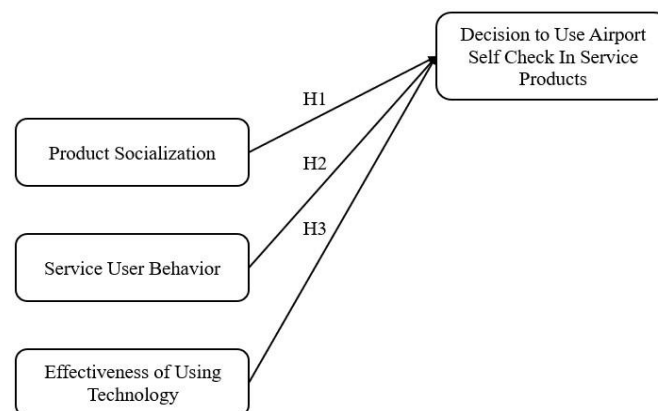 Decision to Use Airport
Self Check In Service
Products
H1
Product Socialization
H2
H3
Service User Behavior
Effectiveness of Using
Technology